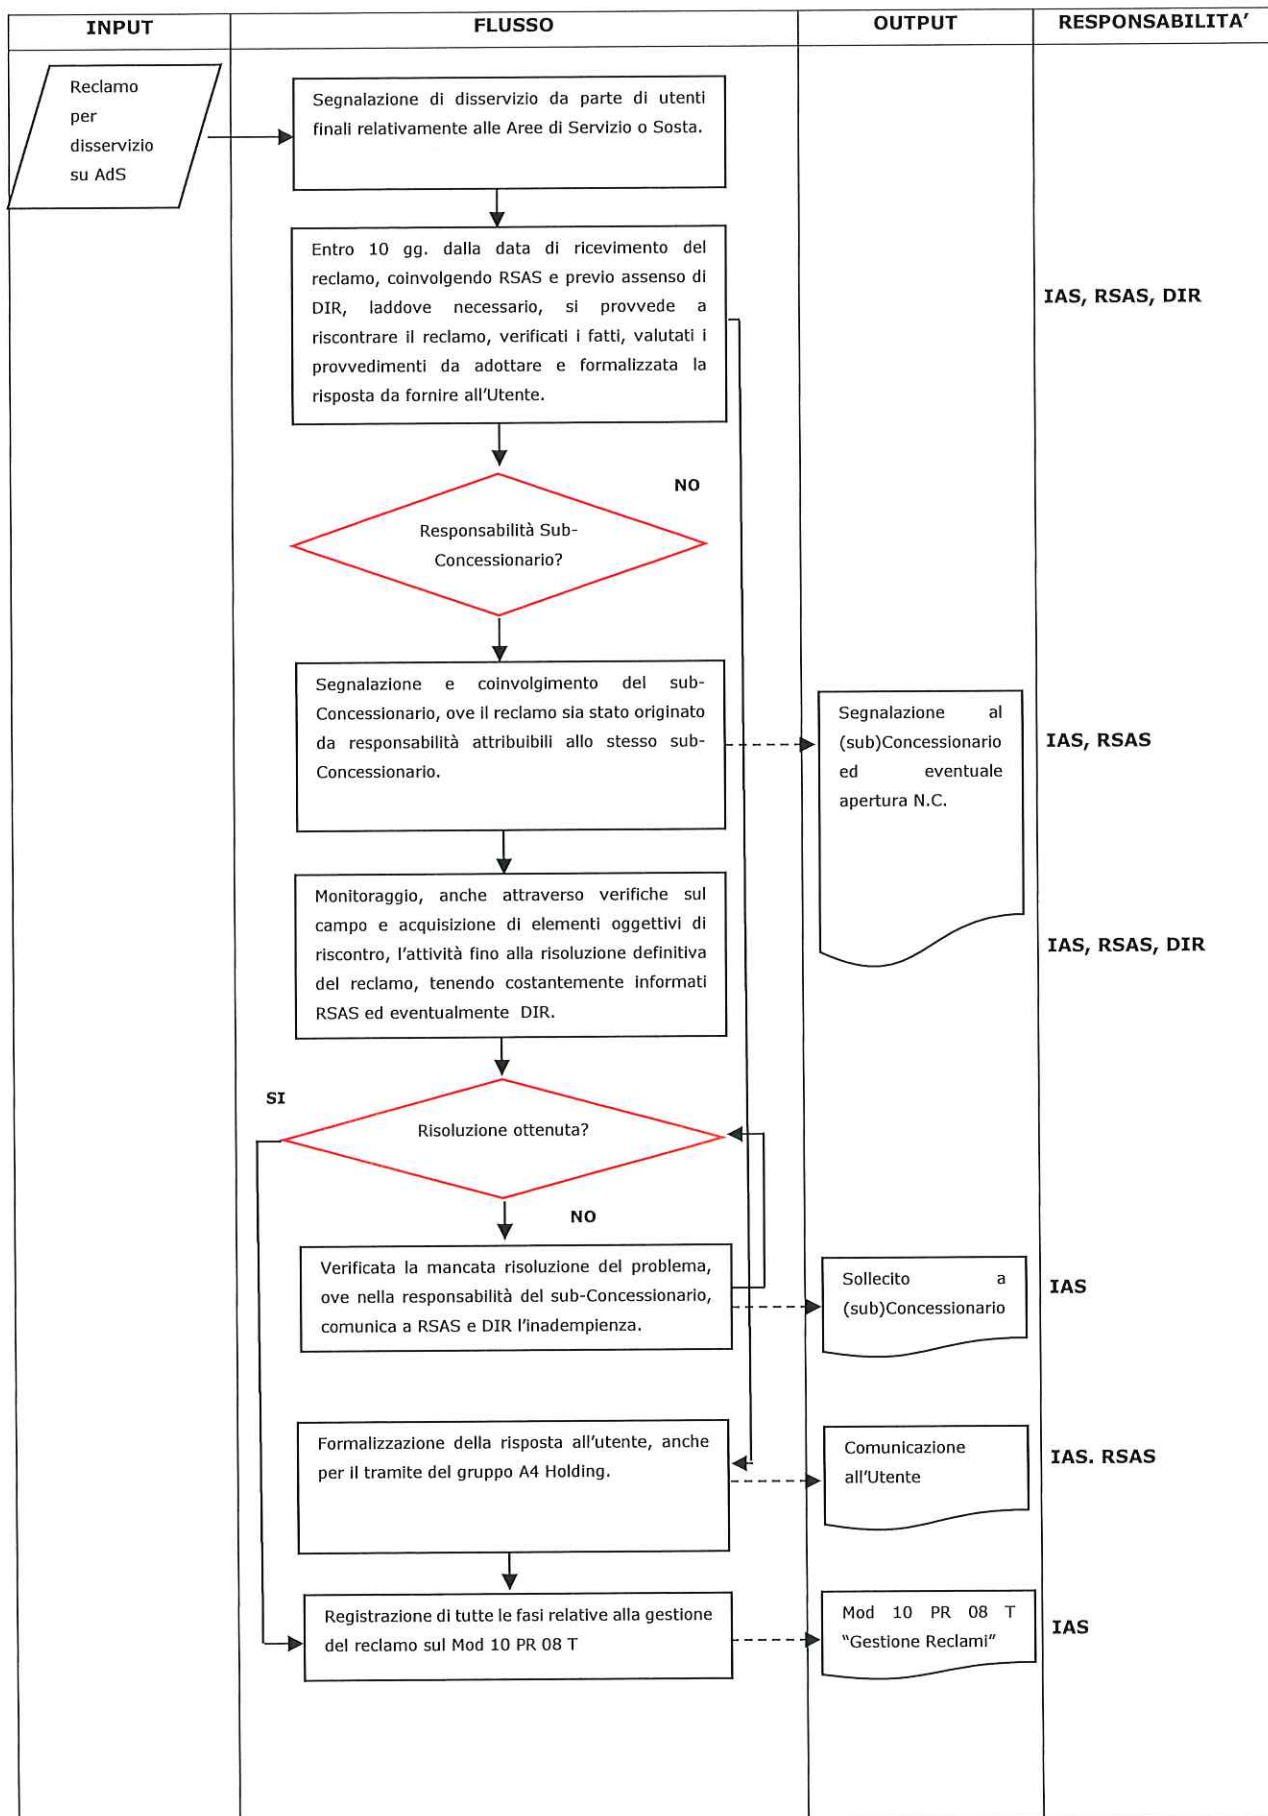 INPUT
FLUSSO
OUTPUT
RESPONSABILITA’
Reclamo
per
disservizio
su AdS
Segnalazione di disservizio da parte di utenti
finali relativamente alle Aree di Servizio o Sosta.
Entro 10 gg. dalla data di ricevimento del
reclamo, coinvolgendo RSAS e previo assenso di
DIR, laddove necessario, si provvede a
riscontrare il reclamo, verificati i fatti, valutati i
provvedimenti da adottare e formalizzata la
risposta da fornire all’Utente.
IAS, RSAS, DIR
NO
Responsabilità Sub-
Concessionario?
Segnalazione e coinvolgimento del sub-
Concessionario, ove il reclamo sia stato originato
da responsabilità attribuibili allo stesso sub-
Concessionario.
Segnalazione al
(sub)Concessionario
ed eventuale
apertura N.C.
IAS, RSAS
Monitoraggio, anche attraverso verifiche sul
campo e acquisizione di elementi oggettivi di
riscontro, l’attività fino alla risoluzione definitiva
del reclamo, tenendo costantemente informati
RSAS ed eventualmente DIR.
IAS, RSAS, DIR
SI
Risoluzione ottenuta?
NO
Verificata la mancata risoluzione del problema,
ove nella responsabilità del sub-Concessionario,
comunica a RSAS e DIR l’inadempienza.
Sollecito a
(sub)Concessionario
IAS
Formalizzazione della risposta all’utente, anche
per il tramite del gruppo A4 Holding.
Comunicazione
all’Utente
IAS. RSAS
Registrazione di tutte le fasi relative alla gestione
del reclamo sul Mod 10 PR 08 T
Mod 10 PR 08 T
“Gestione Reclami”
IAS